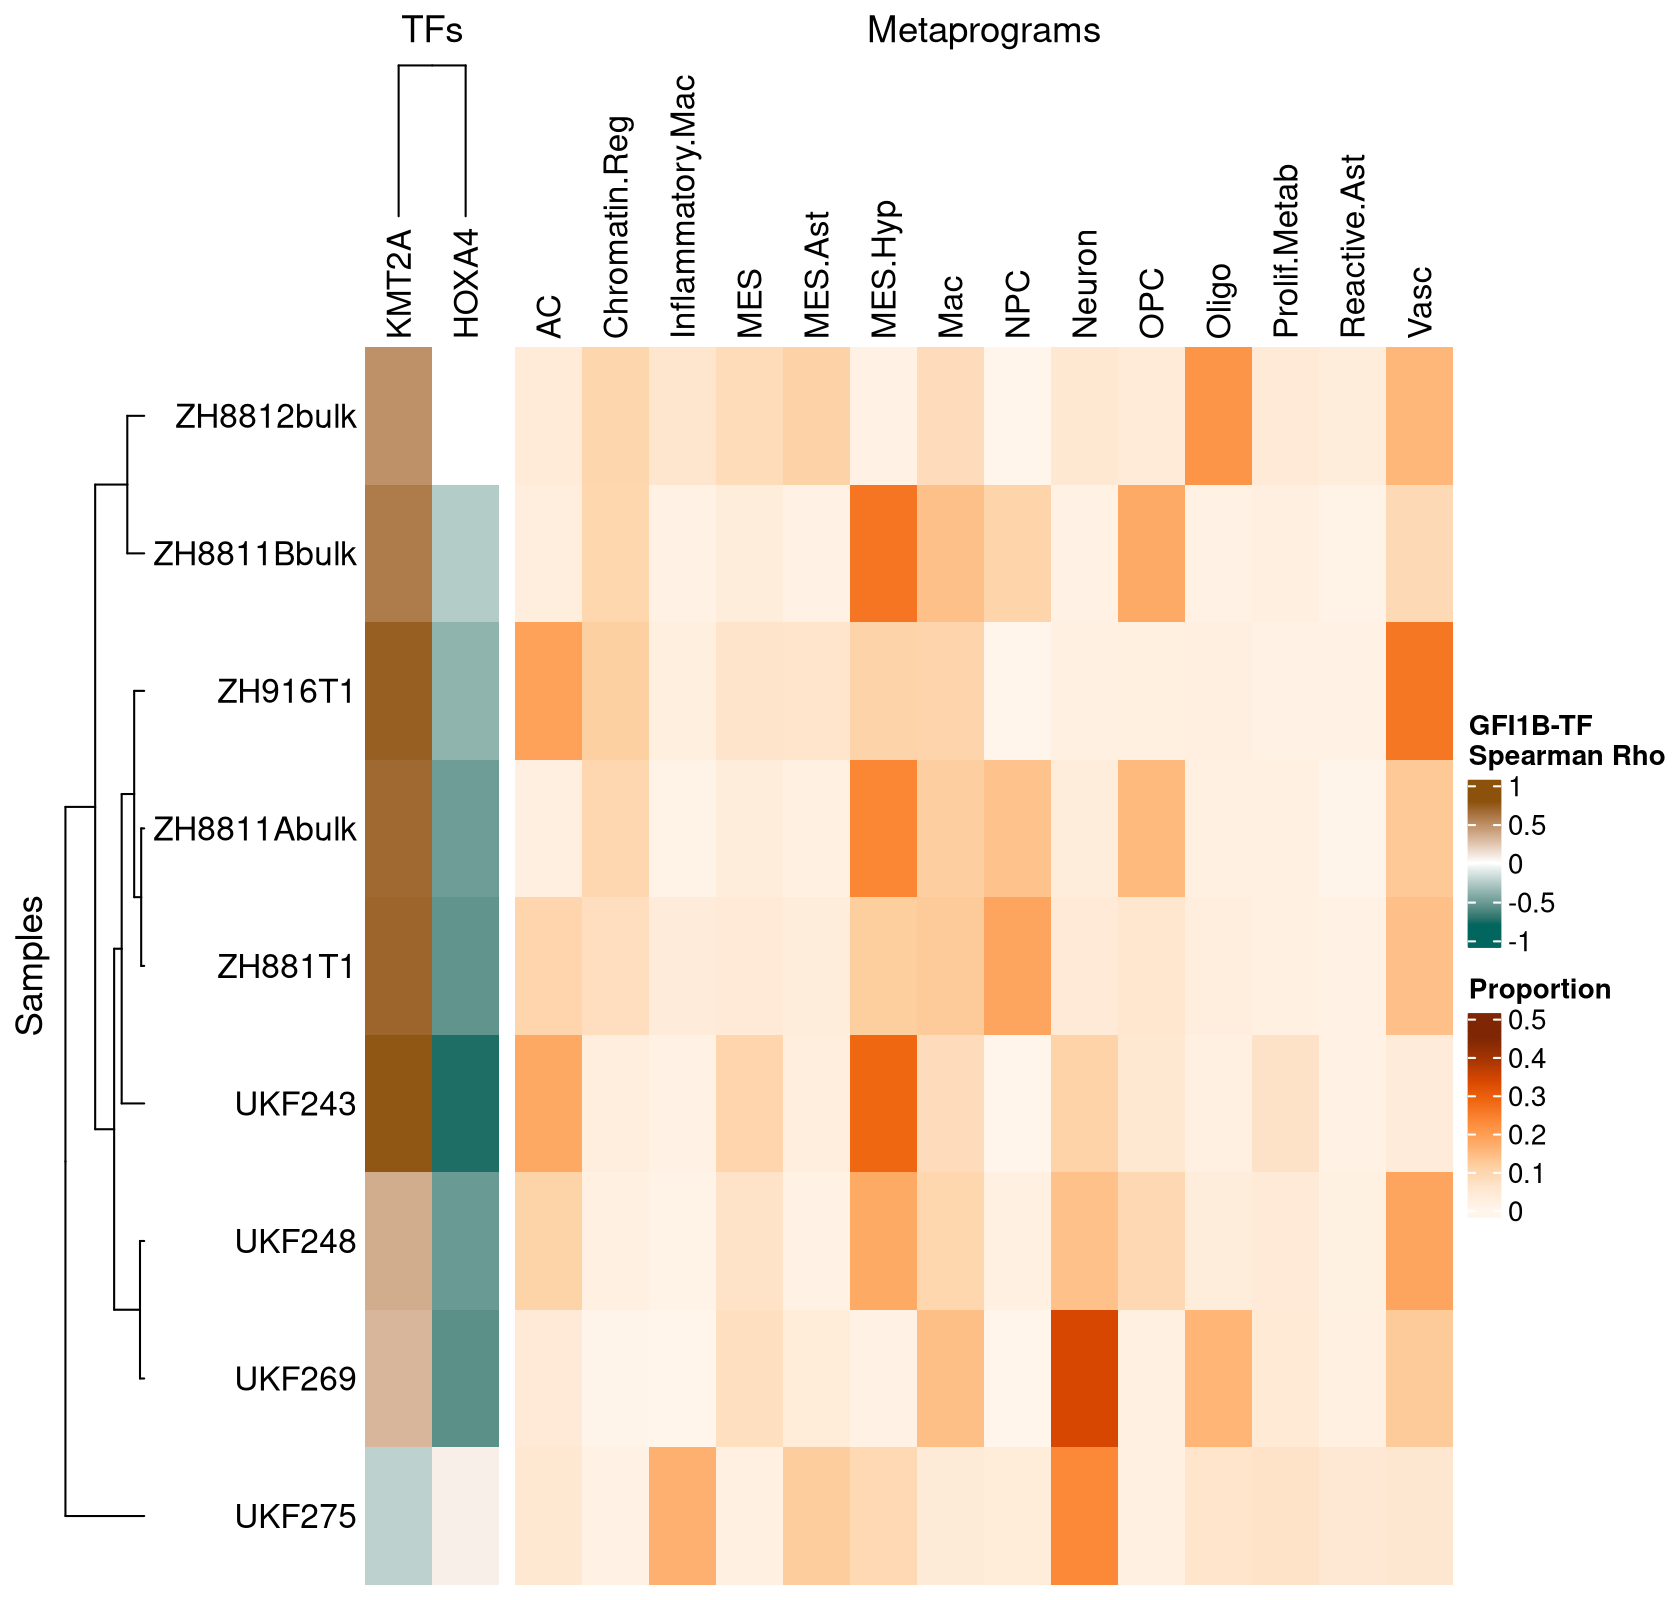 TFs
Metaprograms
KMT2A
HOXA4
AC
Chromatin.Reg
Inflammatory.Mac
MES
MES.Ast
MES.Hyp
Mac
NPC
Neuron
OPC
Oligo
Prolif.Metab
Reactive.Ast
Vasc
Samples
ZH8812bulk
ZH8811Bbulk
ZH916T1
ZH8811Abulk
ZH881T1
UKF243
UKF248
UKF269
UKF275
GFI1B-TF
Spearman Rho
1
0.5
0
-0.5
-1
Proportion
0.5
0.4
0.3
0.2
0.1
0